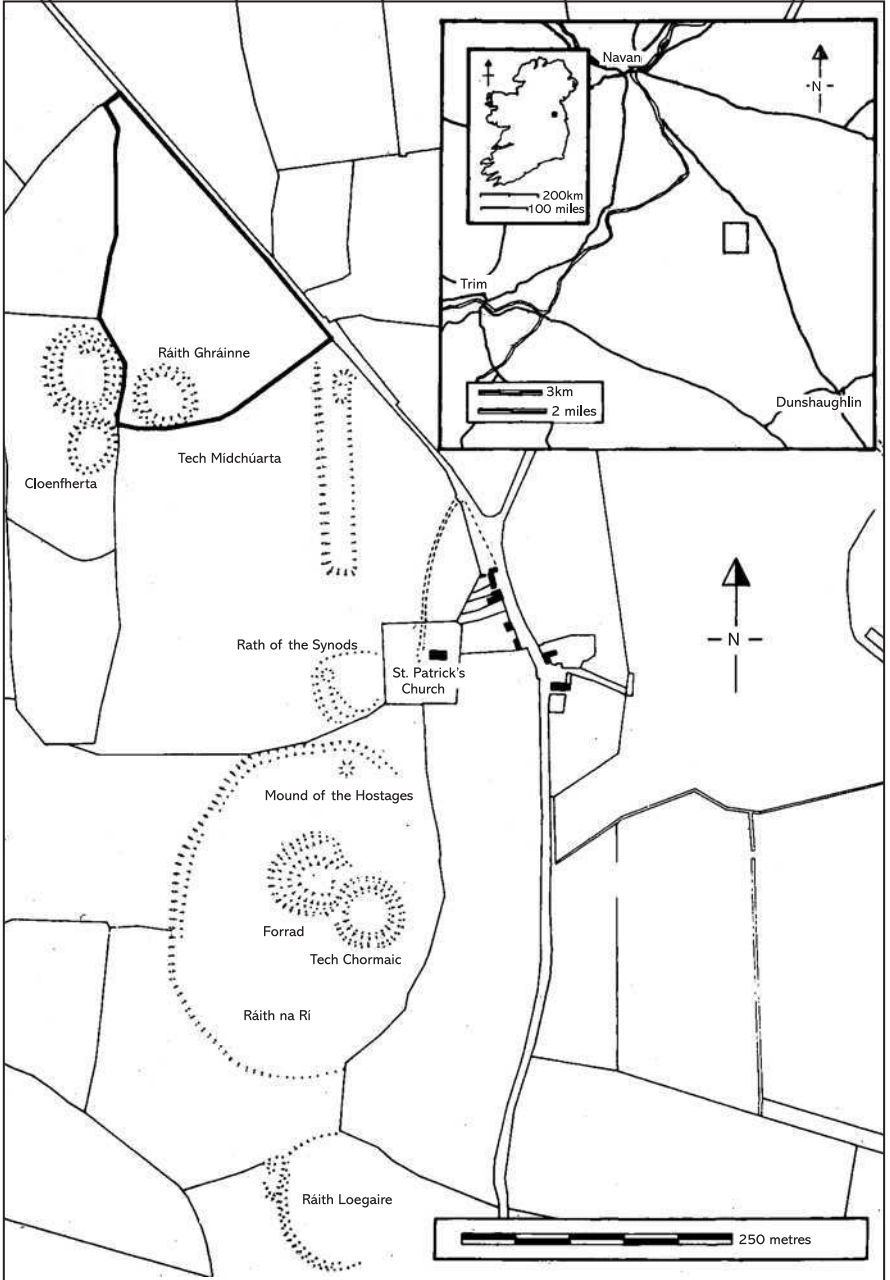 Navan
N
200km
100 miles
Trim
3km
2 miles
Dunshaughlin
Ráith Ghráinne
Tech Midchúarta
Cloenfherta
N
Rath of the Synods
St. Patrick's
Church
Mound of the Hostages
Forrad
Tech Chormaic
Ráith na Rí
Ráith Loegaire
250 metres